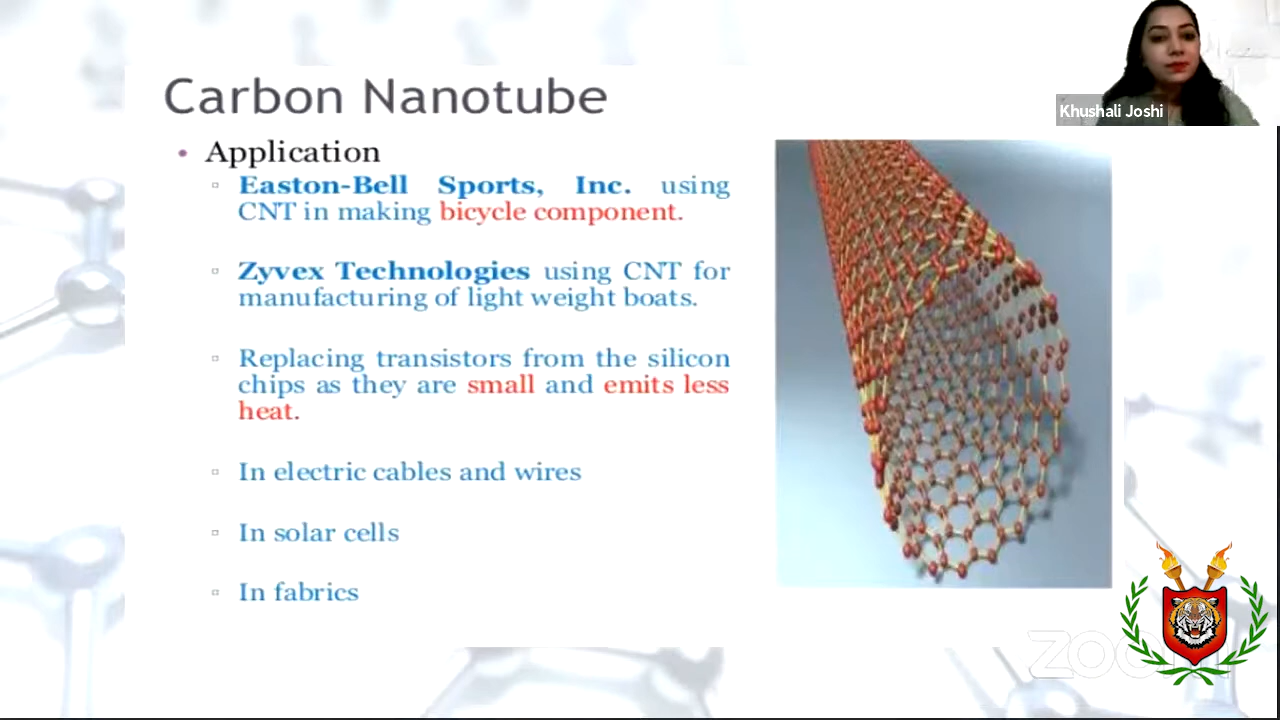 Khushali Joshi
Carbon Nanotube
• Application
▫ Easton-Bell Sports, Inc. using
CNT in making bicycle component.
▫ Zyvex Technologies using CNT for
manufacturing of light weight boats.
▫ Replacing transistors from the silicon
chips as they are small and emits less
heat.
▫ In electric cables and wires
▫ In solar cells
▫ In fabrics
zoom